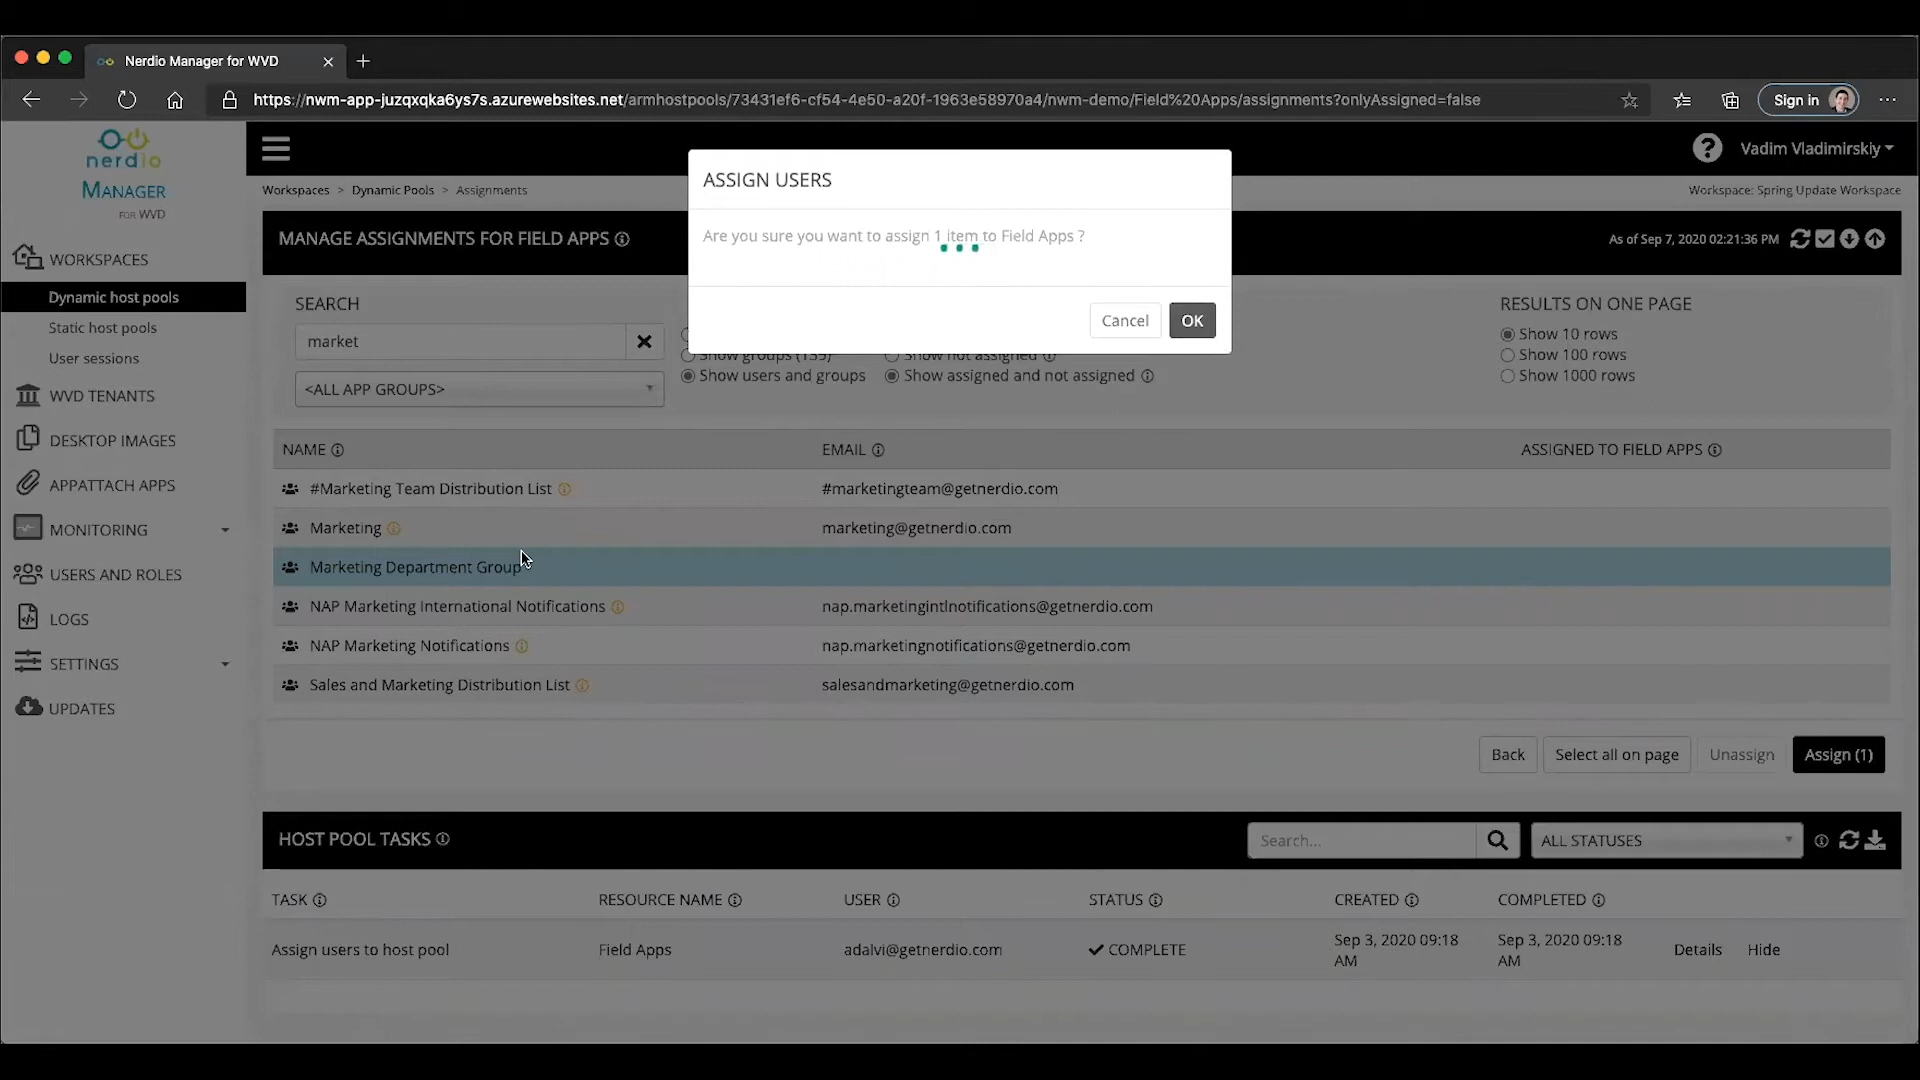 Nerdio Manager for WVD
https://nwm-app-juzqxqka6ys7s.azurewebsites.net/armhostpools/73431ef6-cf54-4e50-a20f-1963e58970a4/nwm-demo/Field%20Apps/assignments?onlyAssigned=false
Sign in
nerdio
MANAGER
FOR WVD
Vadim Vladimirskiy
Workspaces > Dynamic Pools > Assignments
Workspace: Spring Update Workspace
WORKSPACES
Dynamic host pools
Static host pools
User sessions
WVD TENANTS
DESKTOP IMAGES
APPATTACH APPS
MONITORING
USERS AND ROLES
LOGS
SETTINGS
UPDATES
MANAGE ASSIGNMENTS FOR FIELD APPS
As of Sep 7, 2020 02:21:36 PM
ASSIGN USERS
Are you sure you want to assign 1 item to Field Apps ?
Cancel
OK
SEARCH
market
<ALL APP GROUPS>
Show groups (135)
Show users and groups
Show not assigned
Show assigned and not assigned
RESULTS ON ONE PAGE
Show 10 rows
Show 100 rows
Show 1000 rows
NAME EMAIL ASSIGNED TO FIELD APPS
#Marketing Team Distribution List #marketingteam@getnerdio.com
Marketing marketing@getnerdio.com
Marketing Department Group
NAP Marketing International Notifications nap.marketingintlnotifications@getnerdio.com
NAP Marketing Notifications nap.marketingnotifications@getnerdio.com
Sales and Marketing Distribution List salesandmarketing@getnerdio.com
Back
Select all on page
Unassign
Assign (1)
HOST POOL TASKS
Search...
ALL STATUSES
TASK RESOURCE NAME USER STATUS CREATED COMPLETED
Assign users to host pool Field Apps adalvi@getnerdio.com COMPLETE Sep 3, 2020 09:18 AM Sep 3, 2020 09:18 AM Details Hide